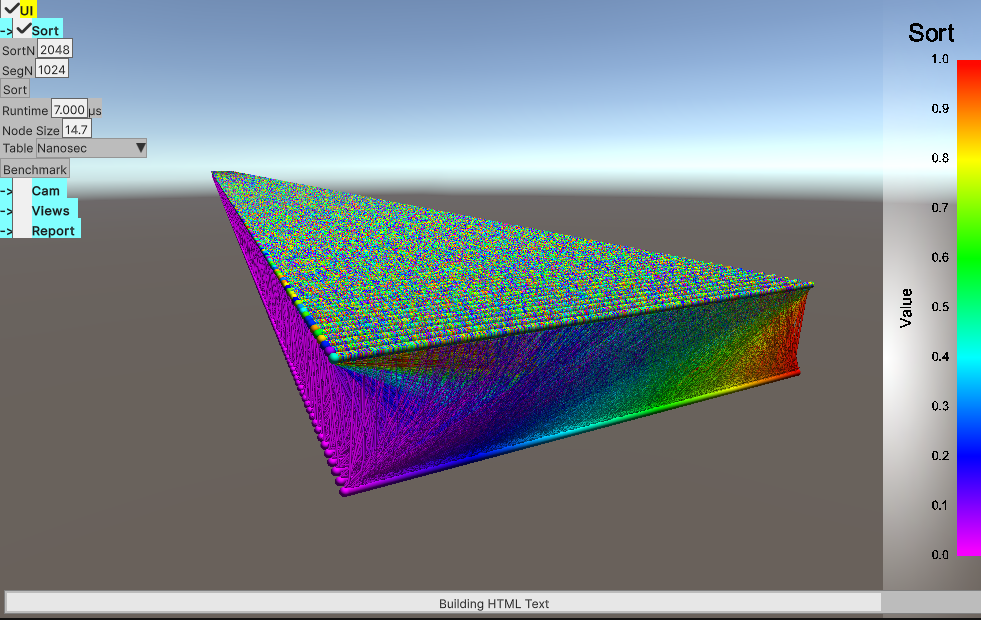 UI
-> Sort
SortN 2048
SegN 1024
Sort
Runtime 7.000 µs
Node Size 14.7
Table Nanosec ▼
Benchmark
-> Cam
-> Views
-> Report
Sort
1.0
0.9
0.8
0.7
0.6
0.5
0.4
0.3
0.2
0.1
0.0
Value
Building HTML Text